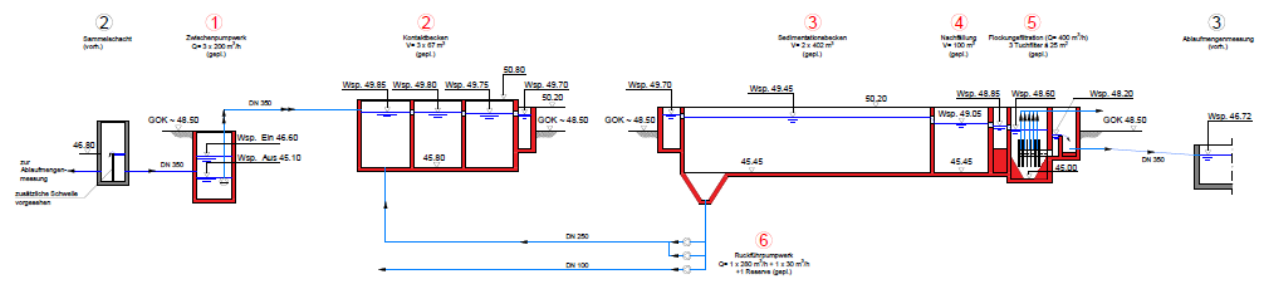 2
Sammelschacht
(vorh.)
1
Zwischenpumpwerk
Q= 3 x 200 m³/h
(gepl.)
2
Kontaktbecken
V= 3 x 67 m³
(gepl.)
3
Sedimentationsbecken
V= 2 x 402 m³
(gepl.)
4
Nachfällung
V= 100 m³
(gepl.)
5
Flockungsfiltration (Q= 400 m³/h)
3 Tuchfilter á 25 m²
(gepl.)
3
Ablaufmengenmessung
(vorh.)
50.80
Wsp. 49.85
Wsp. 49.80
Wsp. 49.75
Wsp. 49.70
50.20
DN 350
GOK ~ 48.50
GOK ~ 48.50
Wsp. 49.70
Wsp. 49.45
50.20
Wsp. 48.85
Wsp. 48.60
Wsp. 48.20
Wsp. 49.05
GOK ~ 48.50
GOK ~ 48.50
Wsp. 46.72
Wsp. Ein 46.60
Wsp. Aus 45.10
45.80
zur
Ablaufmengen-
messung
DN 350
zusätzliche Schwelle
vorgesehen
45.80
45.45
45.45
45.00
DN 350
DN 250
DN 100
6
Rückführpumpwerk
Q= 1 x 280 m³/h + 1 x 30 m³/h
+1 Reserve (gepl.)